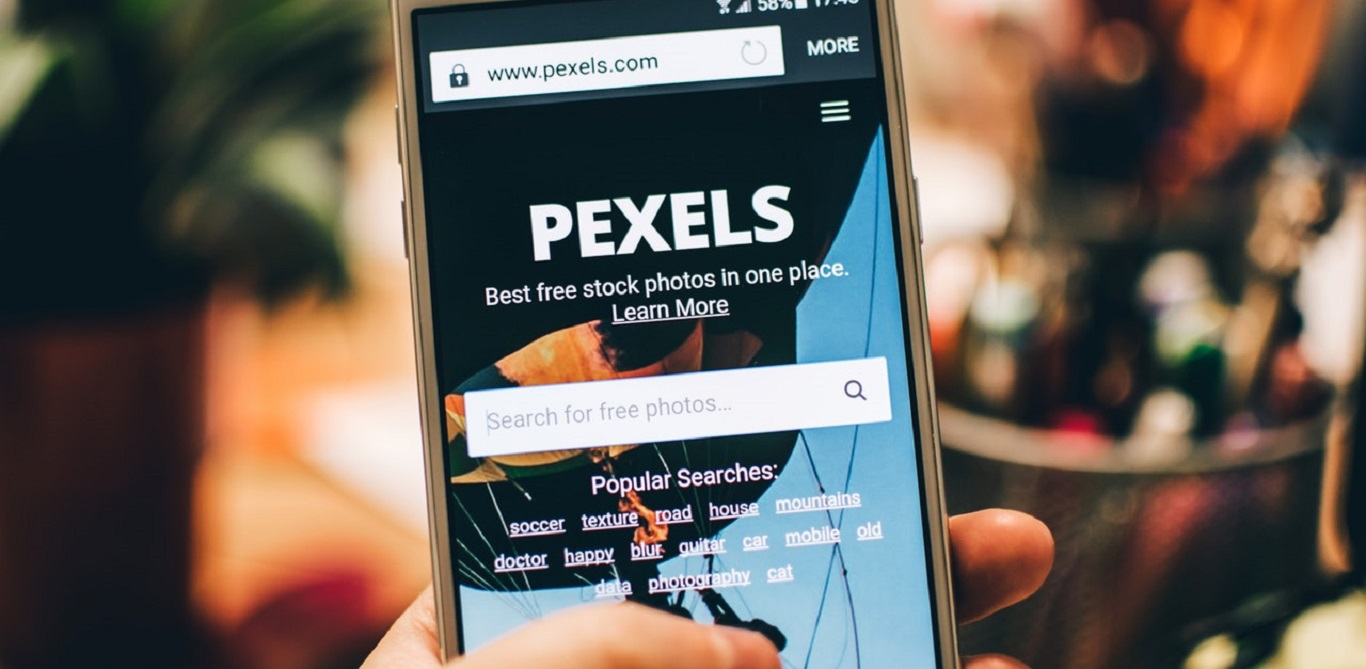 58%
www.pexels.com
MORE
PEXELS
Best free stock photos in one place.
Learn More
Search for free photos...
Popular Searches:
soccer texture road house mountains
doctor happy blur guitar car mobile old
data photography cat